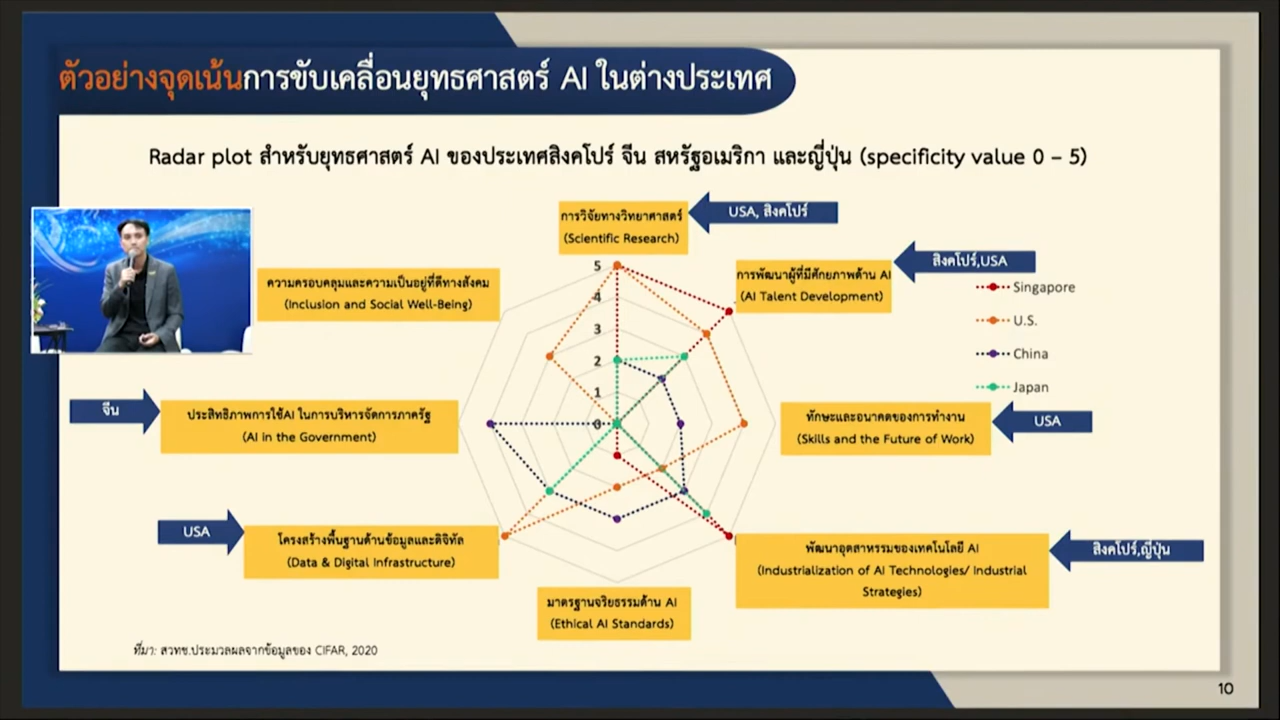 ตัวอย่างจุดเน้นการขับเคลื่อนยุทธศาสตร์ AI ในต่างประเทศ
Radar plot สำหรับยุทธศาสตร์ AI ของประเทศสิงคโปร์ จีน สหรัฐอเมริกา และญี่ปุ่น (specificity value 0 – 5)
การวิจัยทางวิทยาศาสตร์
(Scientific Research)
USA, สิงคโปร์
การพัฒนาผู้ที่มีศักยภาพด้าน AI
(AI Talent Development)
สิงคโปร์,USA
ความครอบคลุมและความเป็นอยู่ที่ดีทางสังคม
(Inclusion and Social Well-Being)
5
4
3
2
1
0
Singapore
U.S.
China
Japan
จีน
ประสิทธิภาพการใช้AI ในการบริหารจัดการภาครัฐ
(AI in the Government)
ทักษะและอนาคตของการทำงาน
(Skills and the Future of Work)
USA
USA
โครงสร้างพื้นฐานด้านข้อมูลและดิจิทัล
(Data & Digital Infrastructure)
พัฒนาอุตสาหกรรมของเทคโนโลยี AI
(Industrialization of AI Technologies/ Industrial
Strategies)
สิงคโปร์,ญี่ปุ่น
มาตรฐานจริยธรรมด้าน AI
(Ethical AI Standards)
ที่มา: สวทช.ประมวลผลจากข้อมูลของ CIFAR, 2020
10